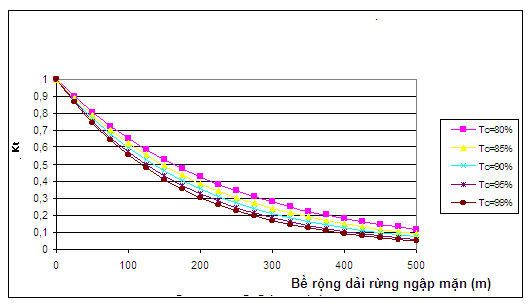 Kt
1
0,9
0,8
0,7
0,6
0,5
0,4
0,3
0,2
0,1
0
0 100 200 300 400 500
Bề rộng dải rừng ngập mặn (m)
Tc=80%
Tc=85%
Tc=90%
Tc=95%
Tc=99%